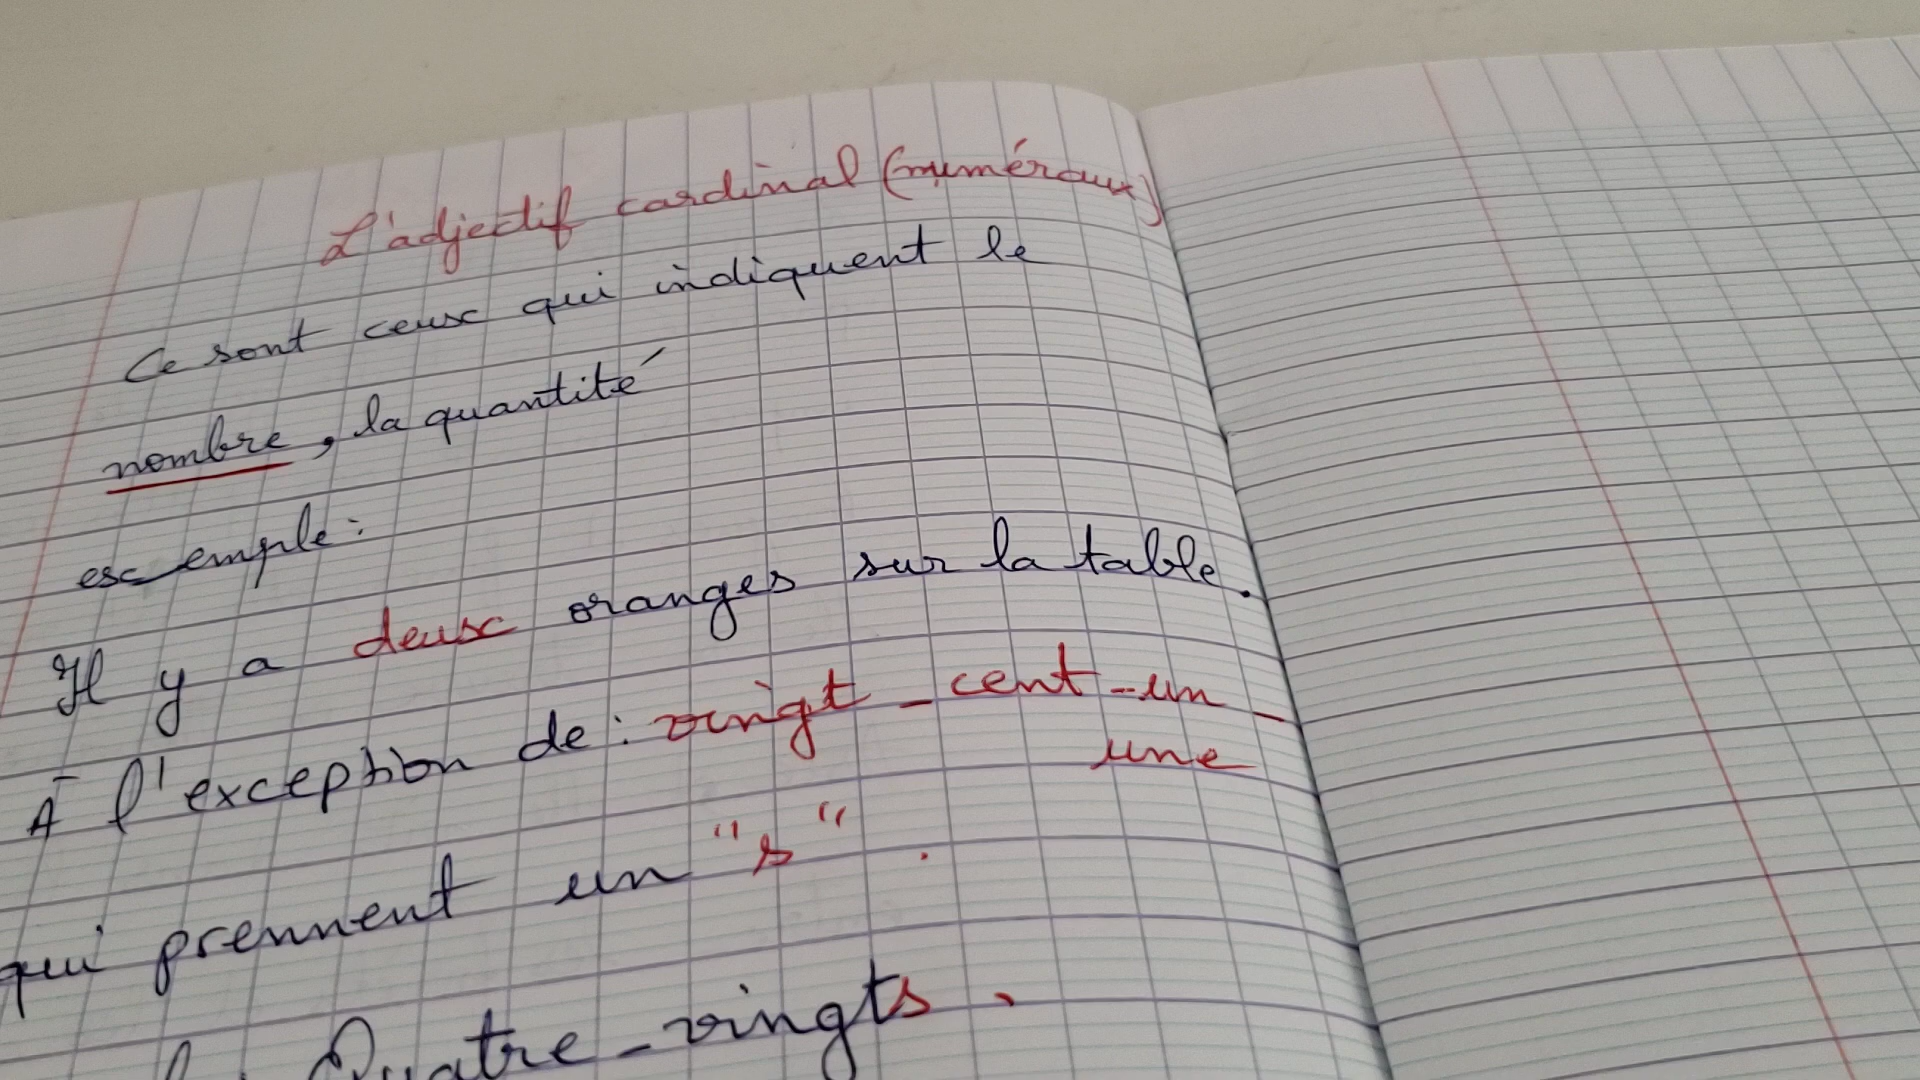 L'adjectif cardinal (numéraux)
Ce sont ceux qui indiquent le
nombre, la quantité
exemple:
Il y a deux oranges sur la table.
À l'exception de: vingt - cent - un -
une
qui prennent un "s".
Quatre-vingts.